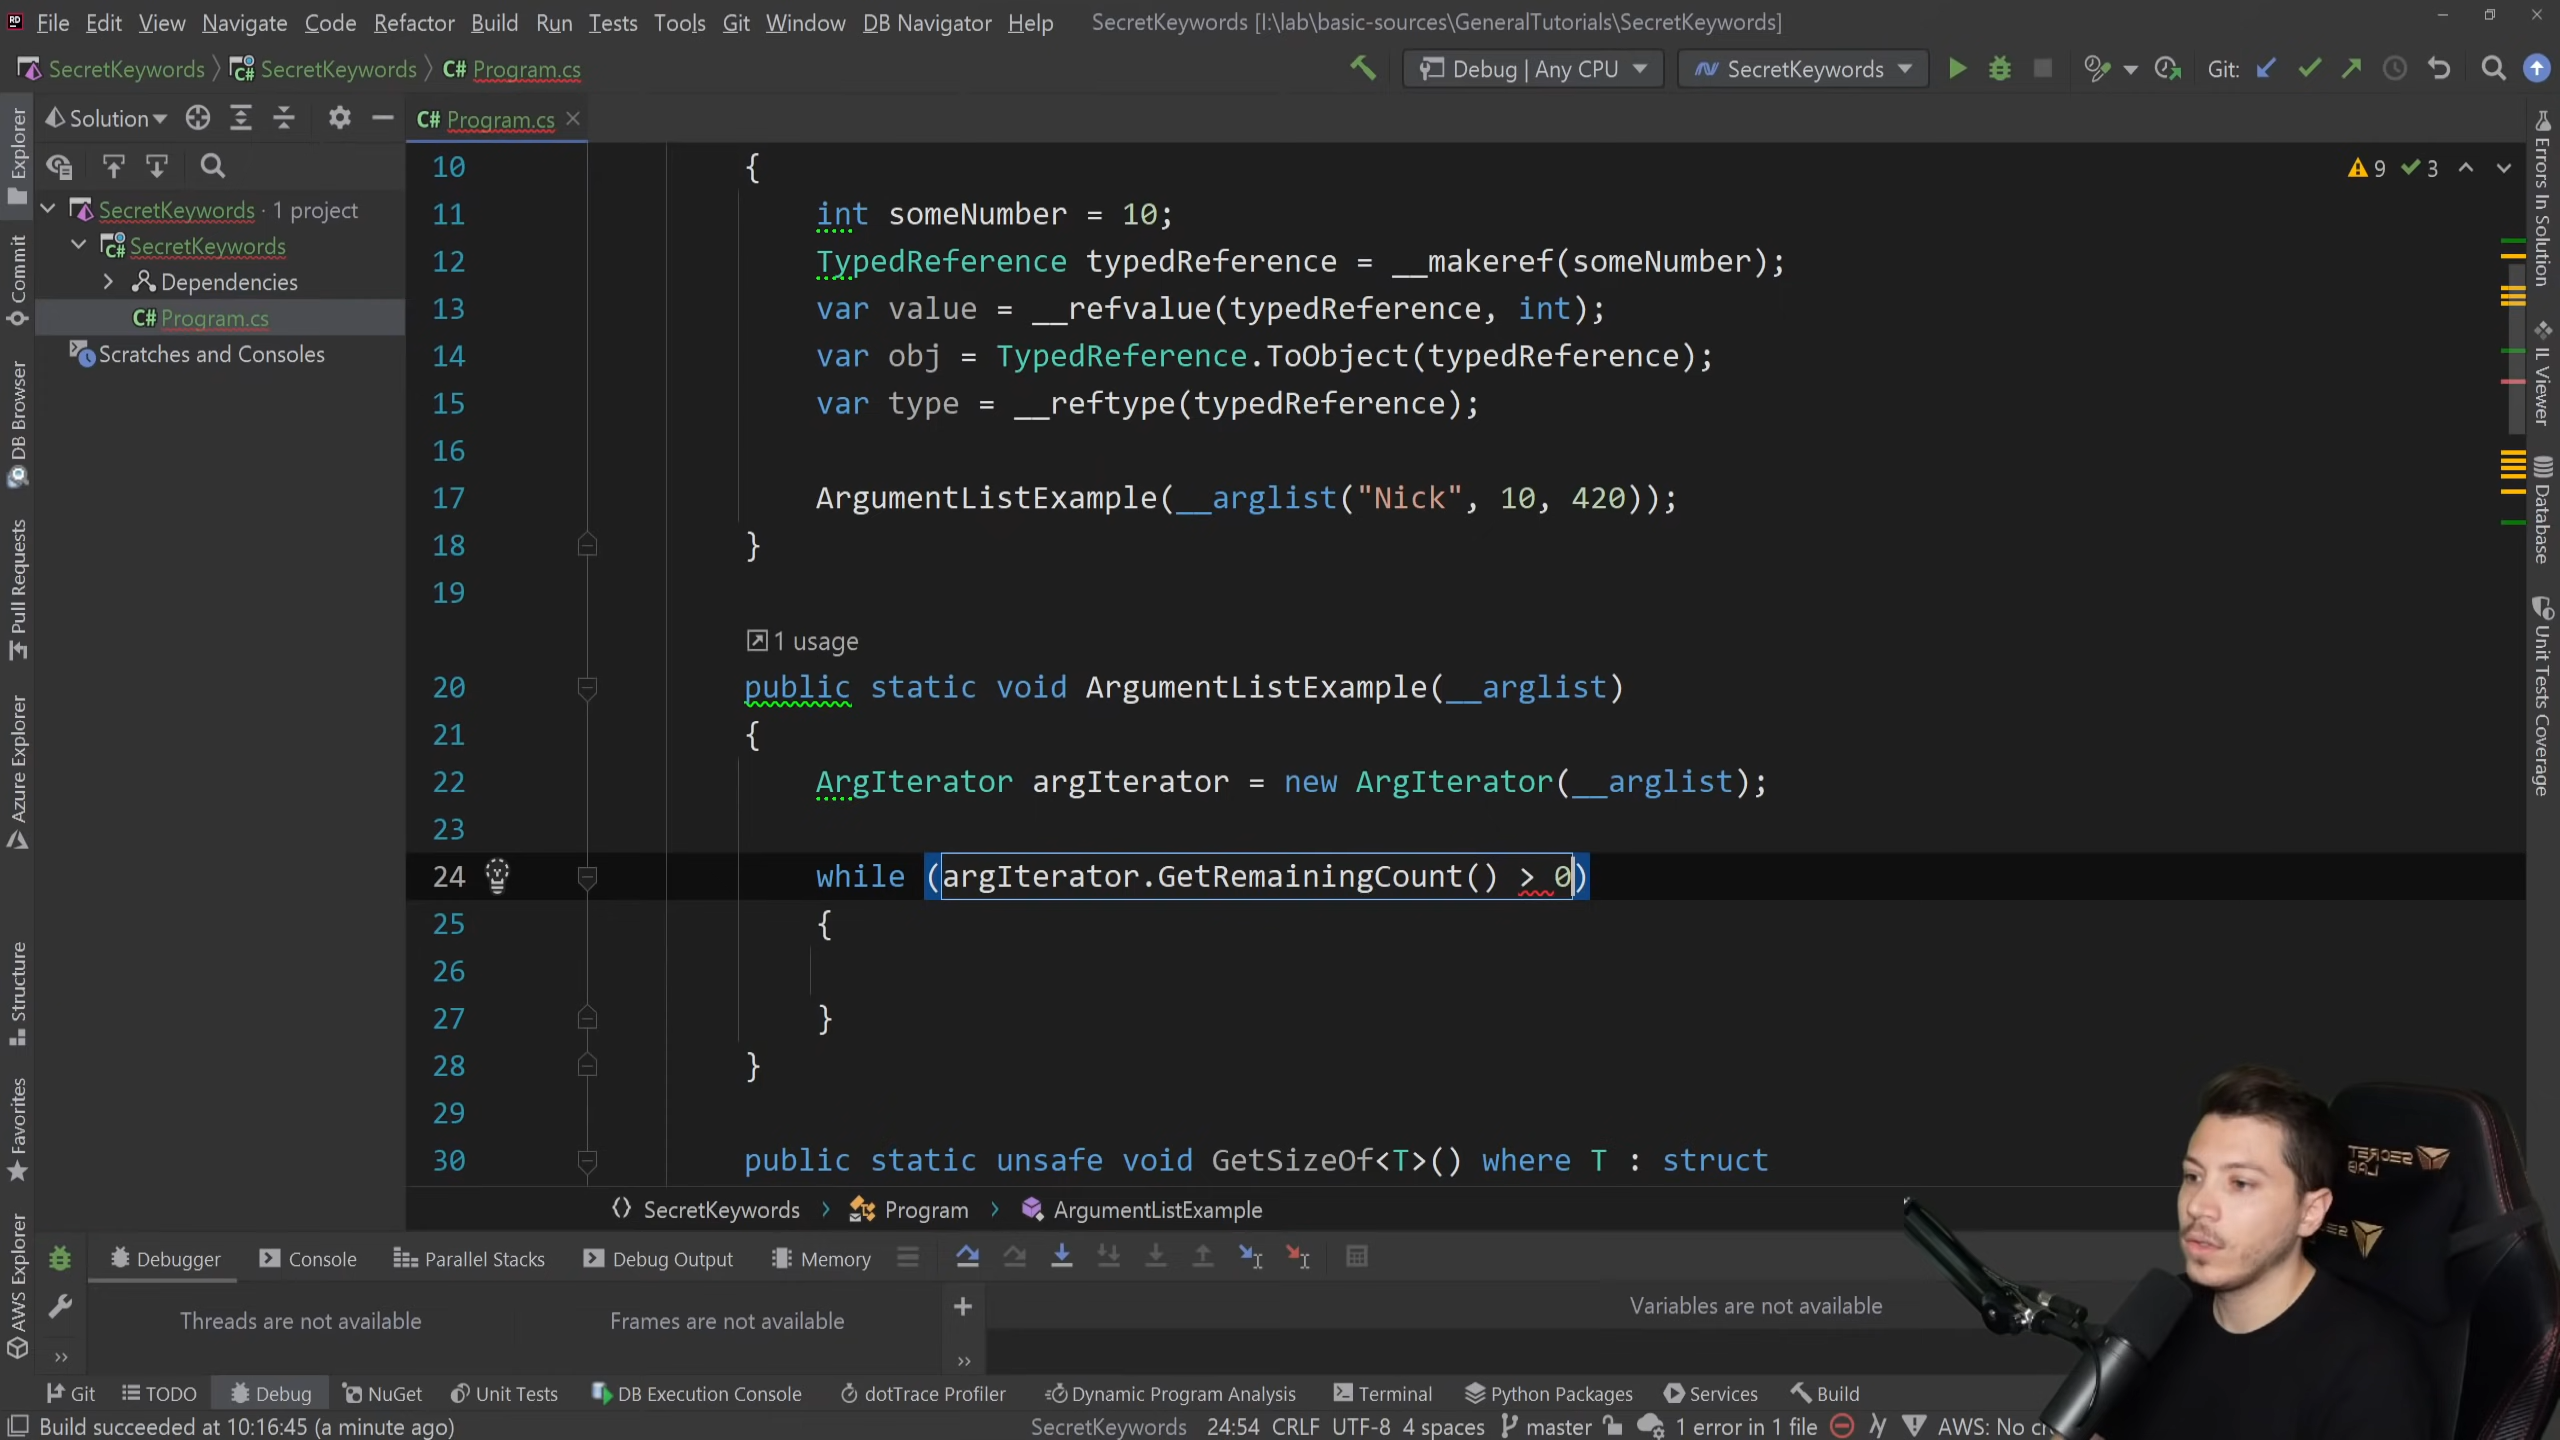 File Edit View Navigate Code Refactor Build Run Tests Tools Git Window DB Navigator Help SecretKeywords [I:\lab\basic-sources\GeneralTutorials\SecretKeywords]
SecretKeywords SecretKeywords C# Program.cs Debug | Any CPU SecretKeywords Git:
Solution C# Program.cs
SecretKeywords · 1 project
SecretKeywords
Dependencies
C# Program.cs
Scratches and Consoles
Explorer
Commit
DB Browser
Pull Requests
Azure Explorer
Structure
Favorites
AWS Explorer
9 3
10 {
11 int someNumber = 10;
12 TypedReference typedReference = __makeref(someNumber);
13 var value = __refvalue(typedReference, int);
14 var obj = TypedReference.ToObject(typedReference);
15 var type = __reftype(typedReference);
16
17 ArgumentListExample(__arglist("Nick", 10, 420));
18 }
19
1 usage
20 public static void ArgumentListExample(__arglist)
21 {
22 ArgIterator argIterator = new ArgIterator(__arglist);
23
24 while (argIterator.GetRemainingCount() > 0)
25 {
26
27 }
28 }
29
30 public static unsafe void GetSizeOf<T>() where T : struct
Errors In Solution
IL Viewer
Database
Unit Tests Coverage
SecretKeywords Program ArgumentListExample
Debugger Console Parallel Stacks Debug Output Memory
Threads are not available Frames are not available Variables are not available
Git TODO Debug NuGet Unit Tests DB Execution Console dotTrace Profiler Dynamic Program Analysis Terminal Python Packages Services Build
Build succeeded at 10:16:45 (a minute ago) SecretKeywords 24:54 CRLF UTF-8 4 spaces master 1 error in 1 file AWS: No